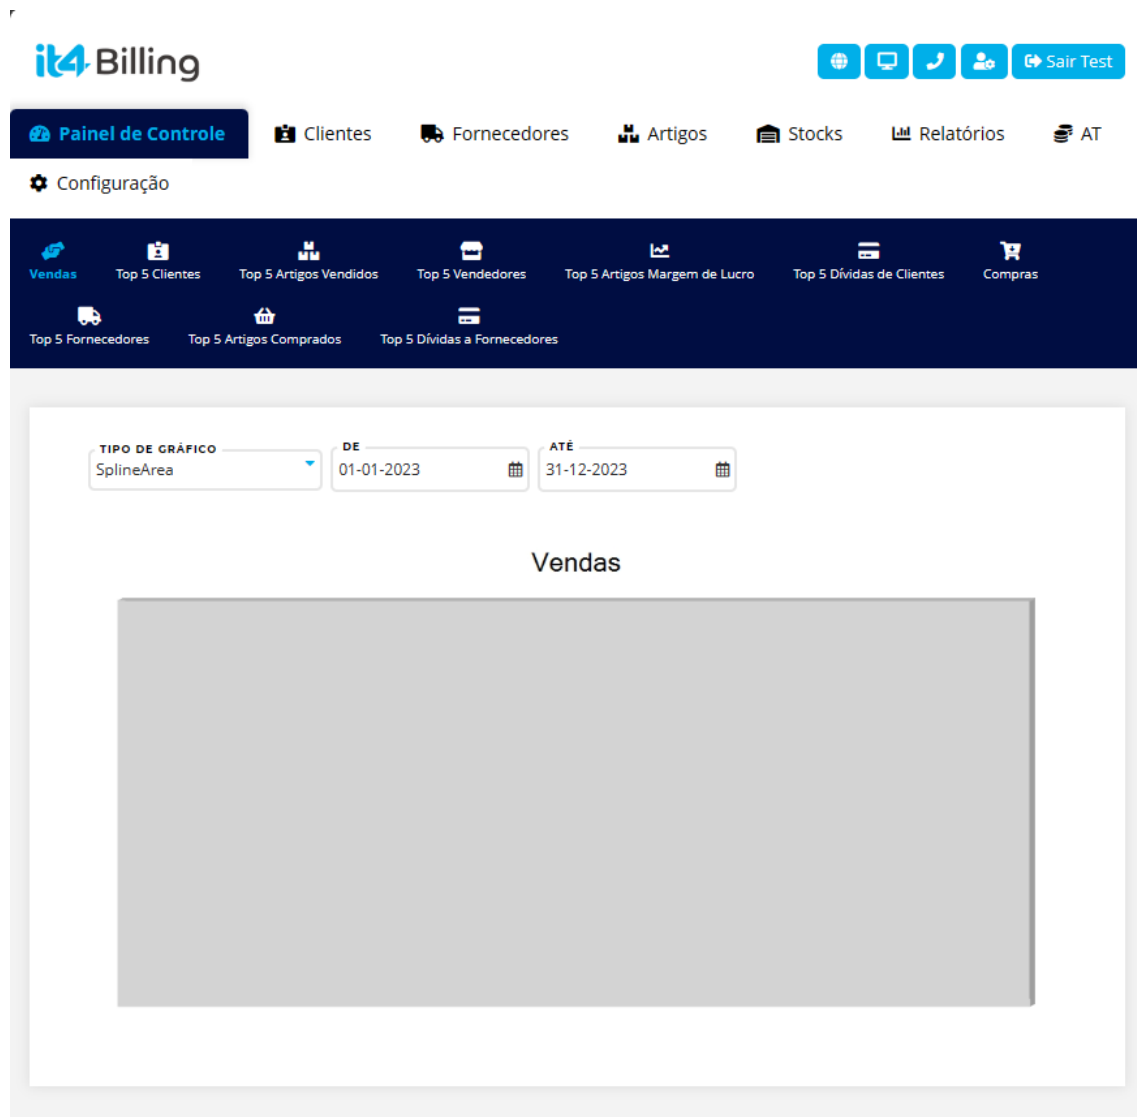 it4 Billing
Sair Test
Painel de Controle Clientes Fornecedores Artigos Stocks Relatórios AT
Configuração
Vendas Top 5 Clientes Top 5 Artigos Vendidos Top 5 Vendedores Top 5 Artigos Margem de Lucro Top 5 Dívidas de Clientes Compras
Top 5 Fornecedores Top 5 Artigos Comprados Top 5 Dívidas a Fornecedores
TIPO DE GRÁFICO DE ATÉ
SplineArea 01-01-2023 31-12-2023
Vendas